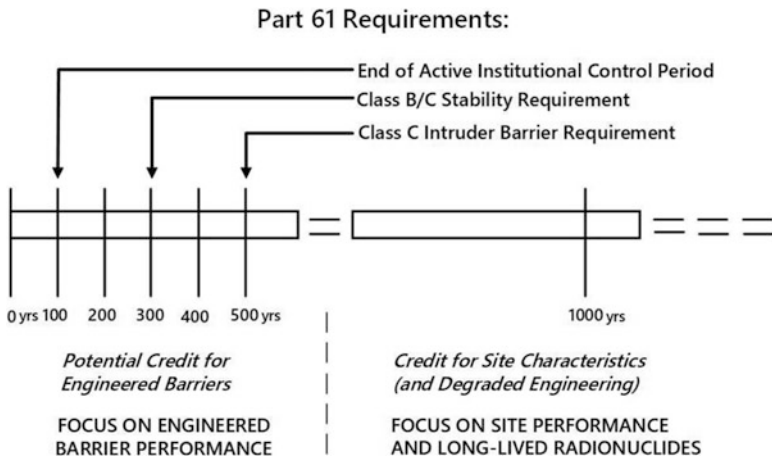 Part 61 Requirements:
End of Active Institutional Control Period
Class B/C Stability Requirement
Class C Intruder Barrier Requirement
0 yrs 100 200 300 400 500 yrs 1000 yrs
Potential Credit for
Engineered Barriers
FOCUS ON ENGINEERED
BARRIER PERFORMANCE
Credit for Site Characteristics
(and Degraded Engineering)
FOCUS ON SITE PERFORMANCE
AND LONG-LIVED RADIONUCLIDES